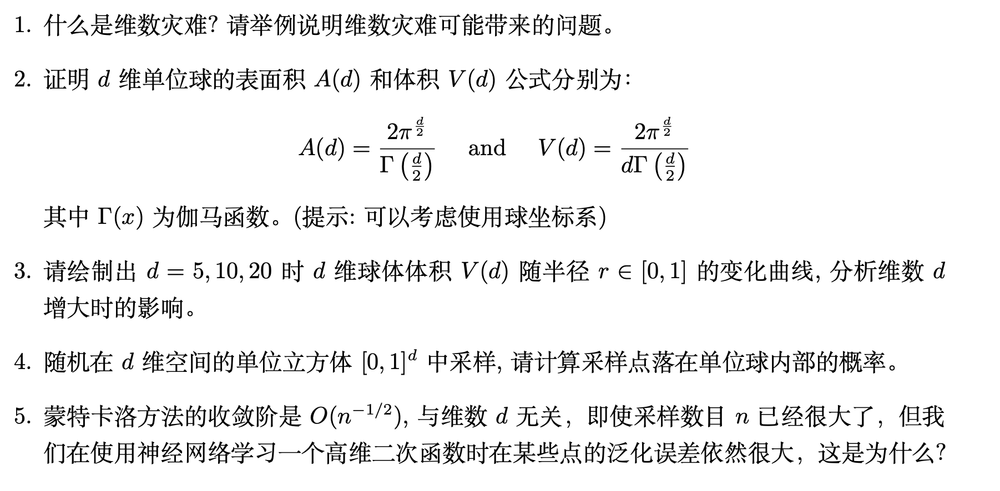 1. 什么是维数灾难? 请举例说明维数灾难可能带来的问题。
2. 证明 d 维单位球的表面积 A(d) 和体积 V(d) 公式分别为:
A(d) = \frac{2\pi^{\frac{d}{2}}}{\Gamma\left(\frac{d}{2}\right)} and V(d) = \frac{2\pi^{\frac{d}{2}}}{d\Gamma\left(\frac{d}{2}\right)}
其中 Γ(x) 为伽马函数。(提示: 可以考虑使用球坐标系)
3. 请绘制出 d = 5, 10, 20 时 d 维球体体积 V(d) 随半径 r ∈ [0, 1] 的变化曲线, 分析维数 d
增大时的影响。
4. 随机在 d 维空间的单位立方体 [0, 1]^d 中采样, 请计算采样点落在单位球内部的概率。
5. 蒙特卡洛方法的收敛阶是 O(n^{-1/2}), 与维数 d 无关，即使采样数目 n 已经很大了，但我
们在使用神经网络学习一个高维二次函数时在某些点的泛化误差依然很大，这是为什么?